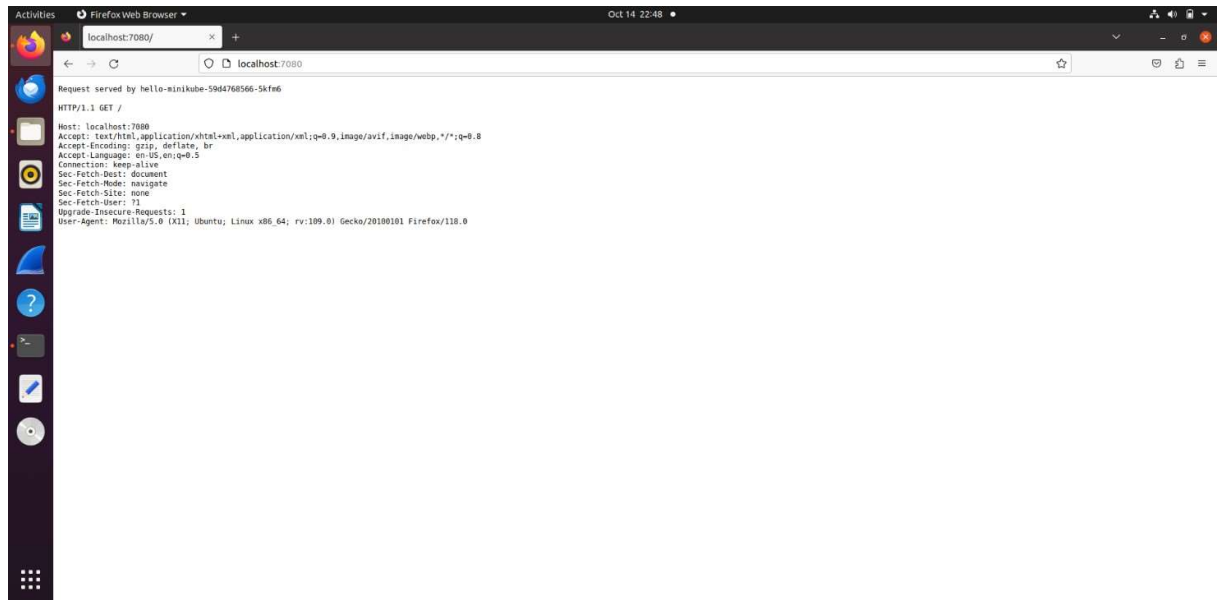 Activities
Firefox Web Browser
Oct 14 22:48
localhost:7080/
localhost:7080
Request served by hello-minikube-59d4768566-5kfm6
HTTP/1.1 GET /
Host: localhost:7080
Accept: text/html,application/xhtml+xml,application/xml;q=0.9,image/avif,image/webp,*/*;q=0.8
Accept-Encoding: gzip, deflate, br
Accept-Language: en-US,en;q=0.5
Connection: keep-alive
Sec-Fetch-Dest: document
Sec-Fetch-Mode: navigate
Sec-Fetch-Site: none
Sec-Fetch-User: ?1
Upgrade-Insecure-Requests: 1
User-Agent: Mozilla/5.0 (X11; Ubuntu; Linux x86_64; rv:109.0) Gecko/20100101 Firefox/118.0